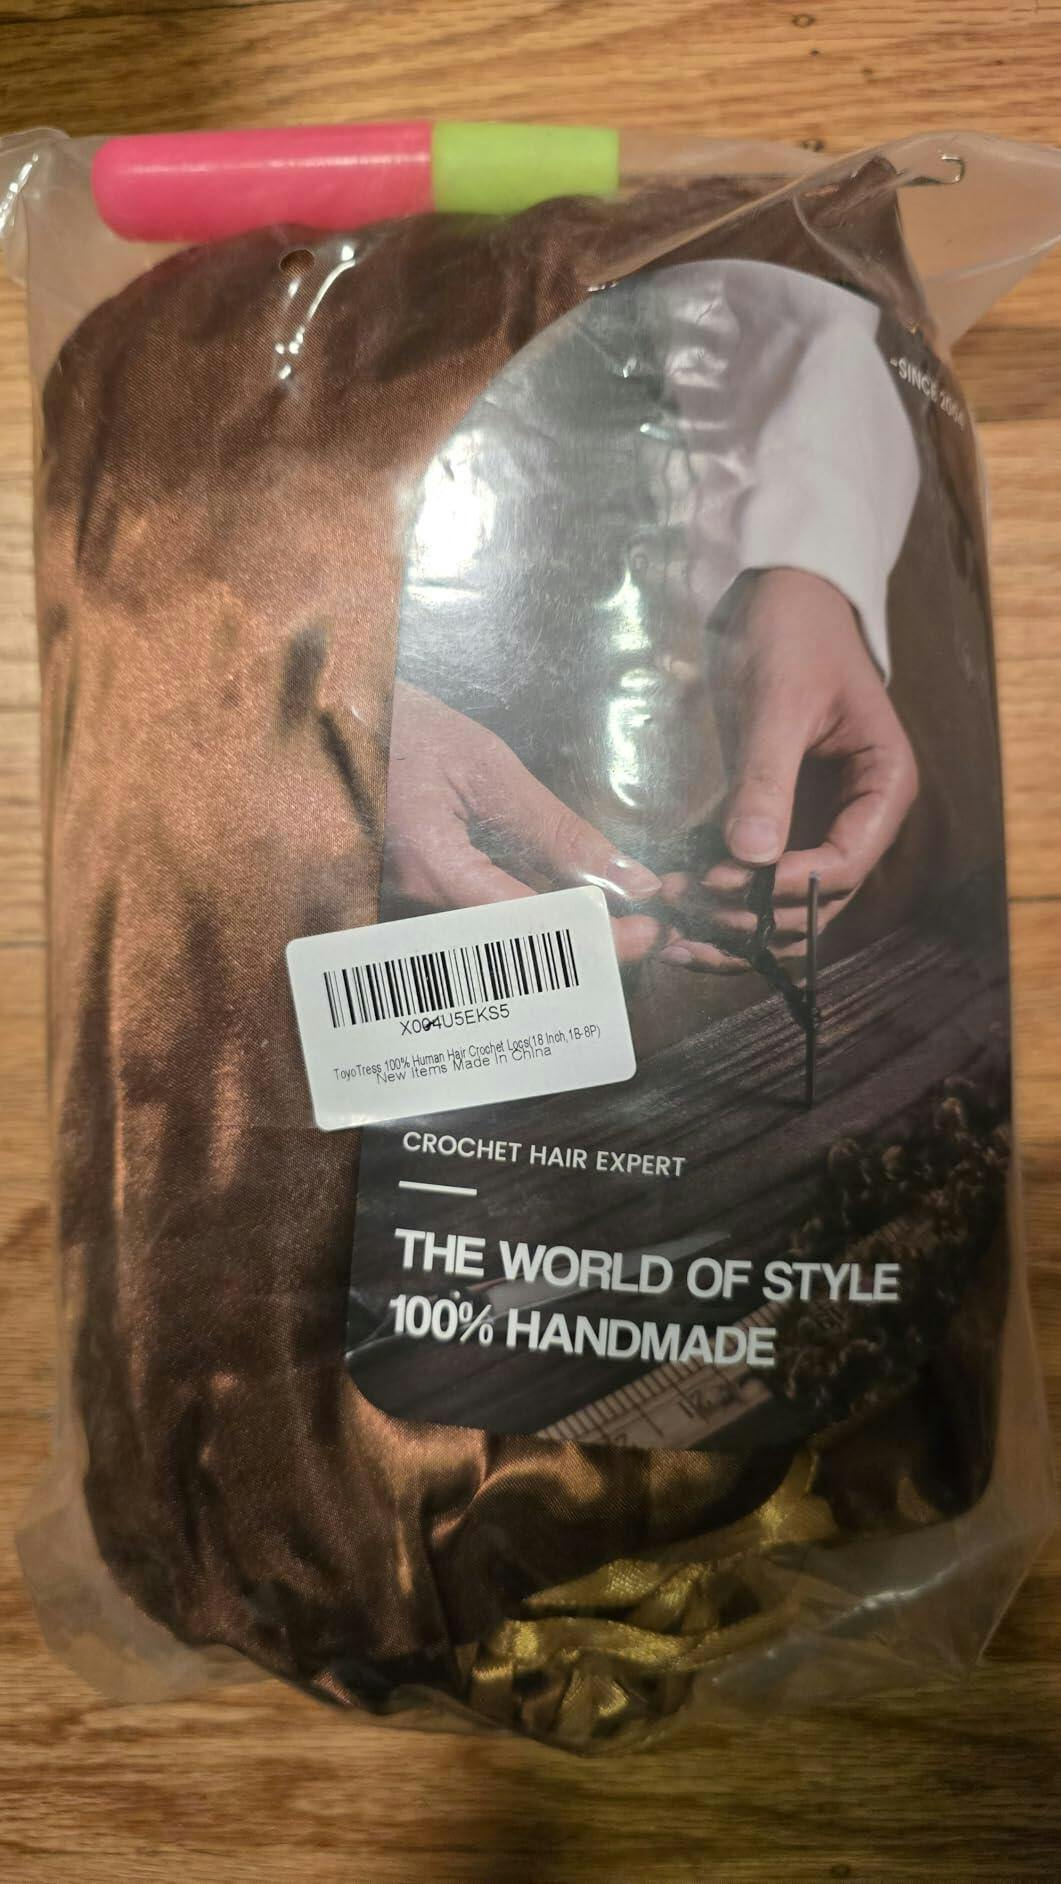 -SINCE
X004U5EKS5
ToyoTress 100% Human Hair Crochet Locs(18 Inch,1B-8P)
New Items Made In China
CROCHET HAIR EXPERT
THE WORLD OF STYLE
100% HANDMADE